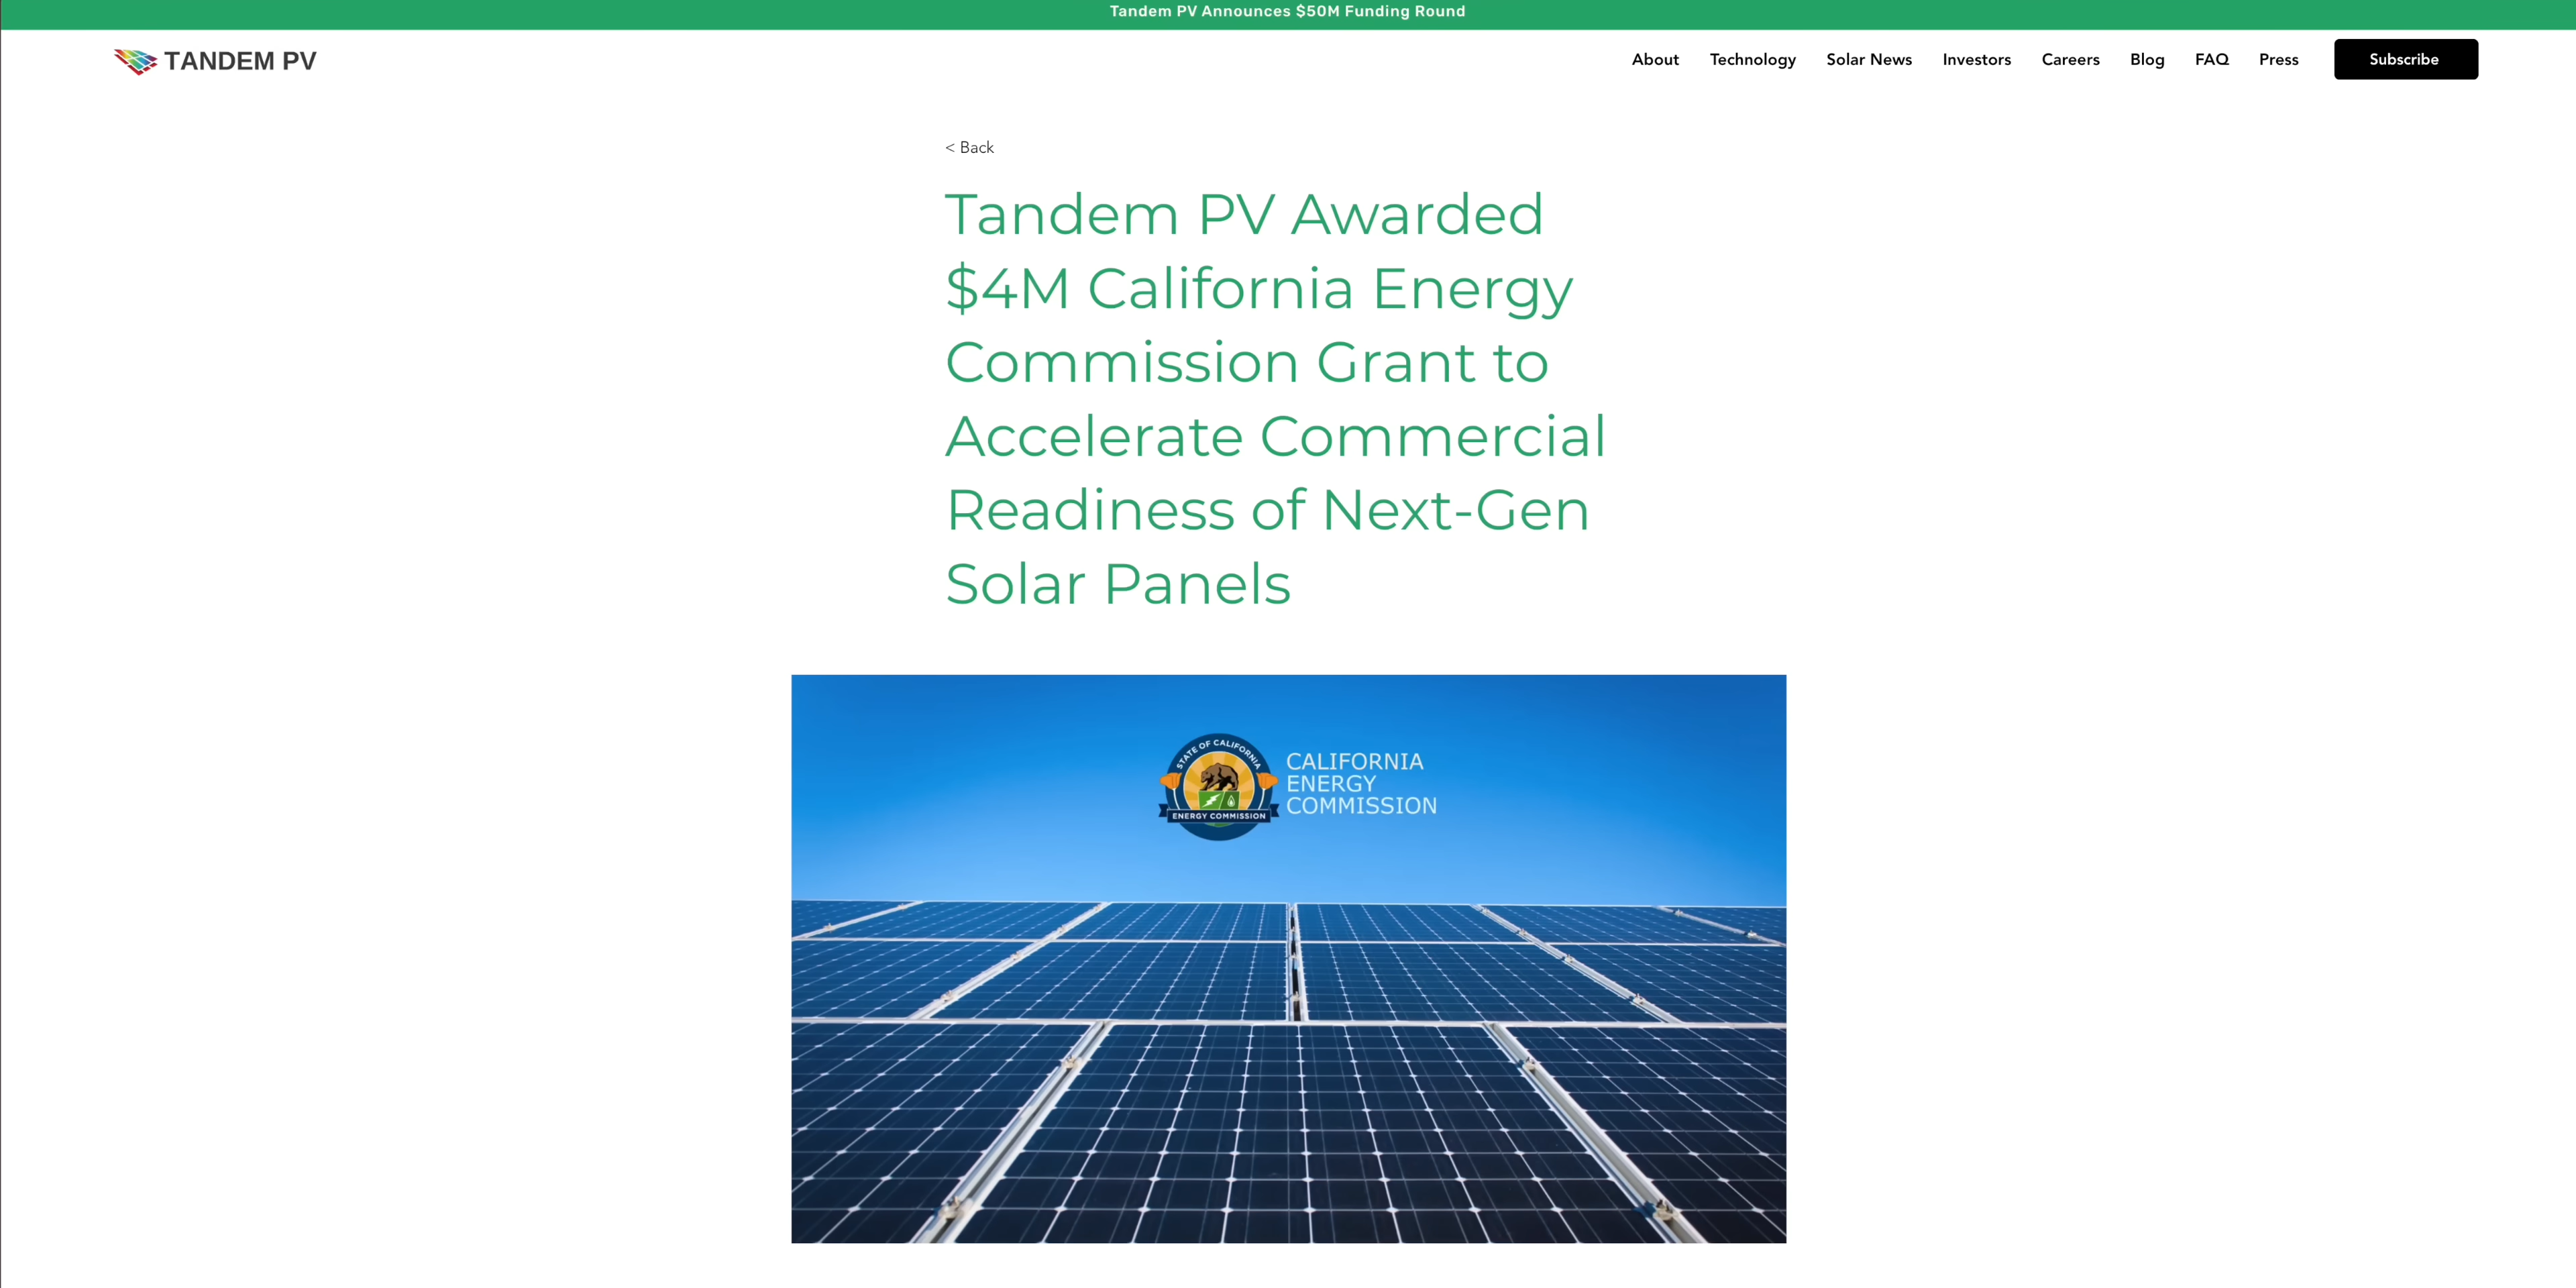 Tandem PV Announces $50M Funding Round
TANDEM PV
About Technology Solar News Investors Careers Blog FAQ Press Subscribe
< Back
Tandem PV Awarded
$4M California Energy
Commission Grant to
Accelerate Commercial
Readiness of Next-Gen
Solar Panels
STATE OF CALIFORNIA
ENERGY COMMISSION
CALIFORNIA
ENERGY
COMMISSION